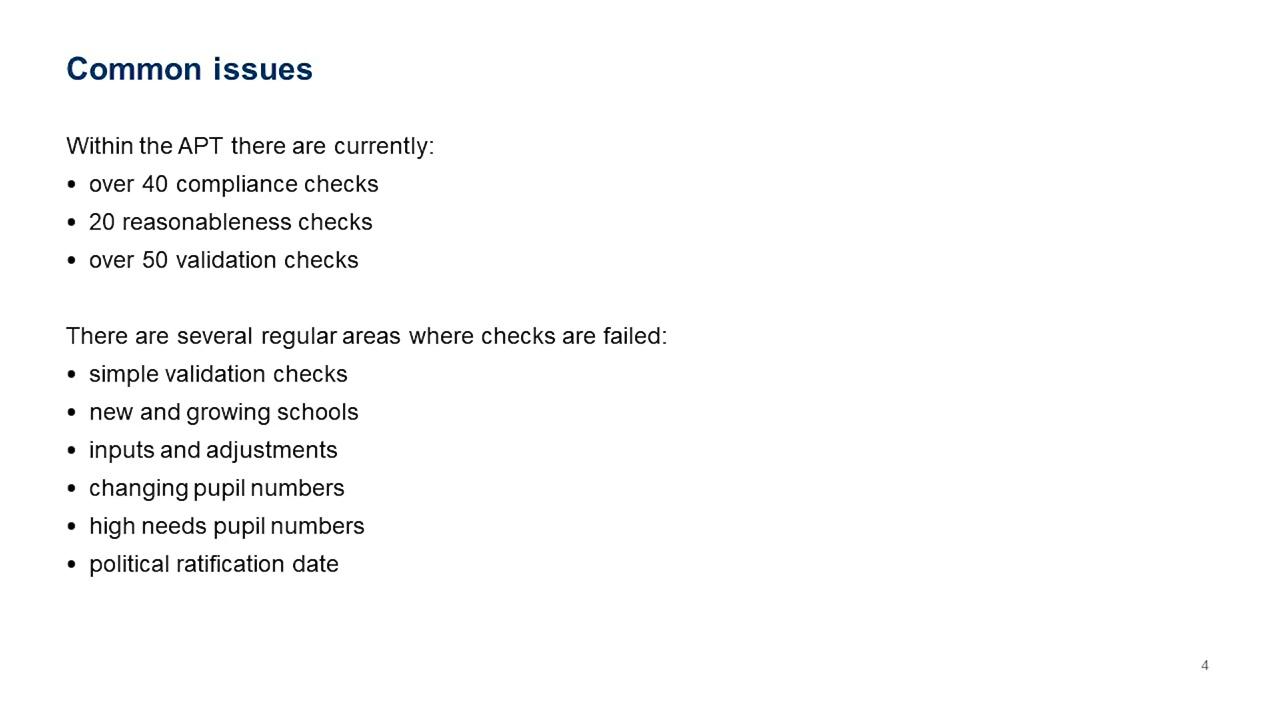 Common issues
Within the APT there are currently:
• over 40 compliance checks
• 20 reasonableness checks
• over 50 validation checks
There are several regular areas where checks are failed:
• simple validation checks
• new and growing schools
• inputs and adjustments
• changing pupil numbers
• high needs pupil numbers
• political ratification date
4